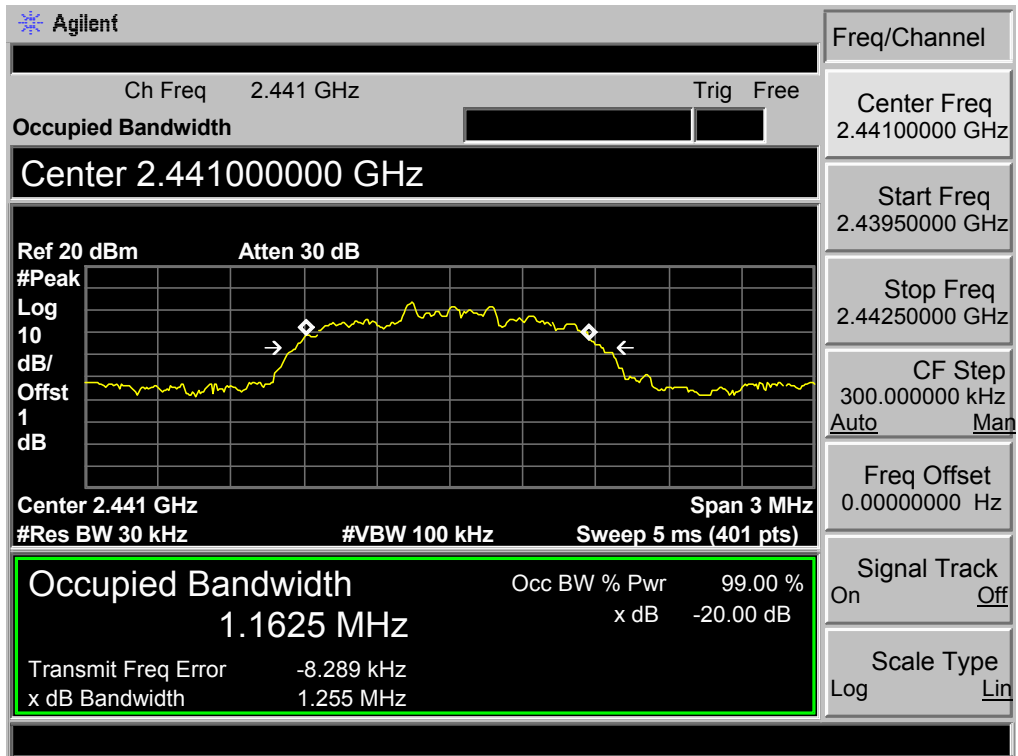 Agilent
Freq/Channel
Ch Freq 2.441 GHz Trig Free
Occupied Bandwidth
Center 2.441000000 GHz
Ref 20 dBm Atten 30 dB
#Peak
Log
10
dB/
Offst
1
dB
Center 2.441 GHz Span 3 MHz
#Res BW 30 kHz #VBW 100 kHz Sweep 5 ms (401 pts)
Occupied Bandwidth
1.1625 MHz
Occ BW % Pwr 99.00 %
x dB -20.00 dB
Transmit Freq Error -8.289 kHz
x dB Bandwidth 1.255 MHz
Center Freq
2.44100000 GHz
Start Freq
2.43950000 GHz
Stop Freq
2.44250000 GHz
CF Step
300.000000 kHz
Auto Man
Freq Offset
0.00000000 Hz
Signal Track
On Off
Scale Type
Log Lin